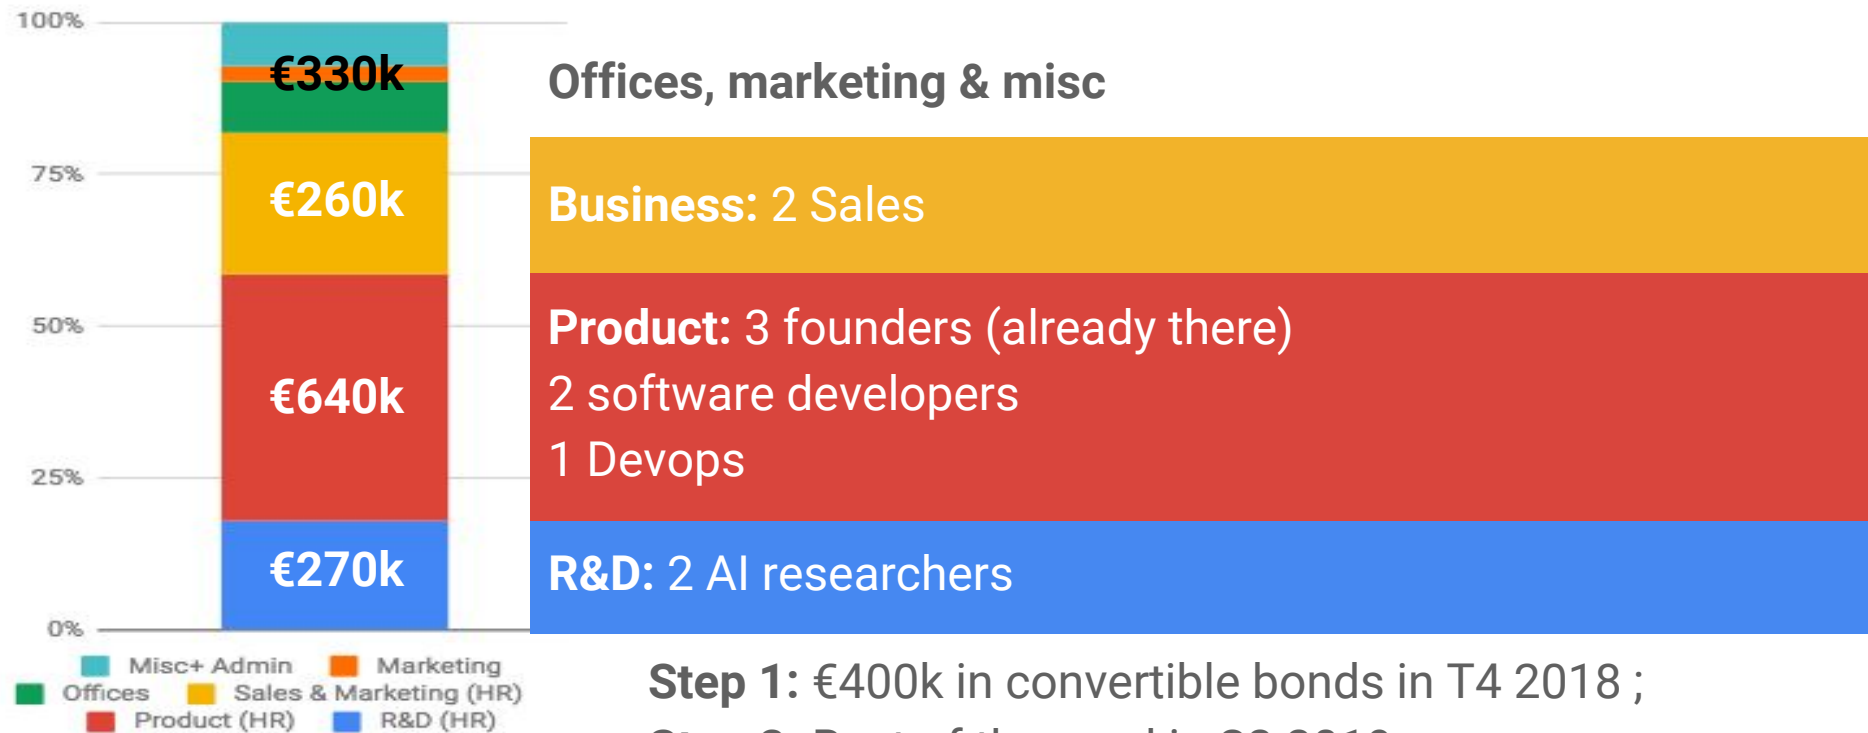 100%
€330k
Offices, marketing & misc
75%
€260k
Business: 2 Sales
50%
Product: 3 founders (already there)
€640k
2 software developers
25%
1 Devops
€270k
R&D: 2 AI researchers
0%
Misc+ Admin Marketing
Offices Sales & Marketing (HR)
Product (HR) R&D (HR)
Step 1: €400k in convertible bonds in T4 2018 ;